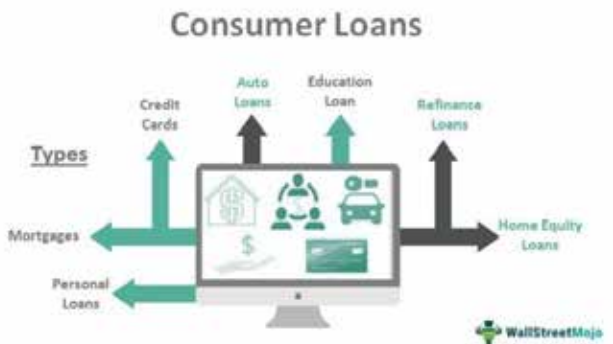 Consumer Loans
Auto
Loans
Education
Loan
Credit
Cards
Refinance
Loans
Types
Mortgages
Home Equity
Loans
Personal
Loans
WallStreetMojo